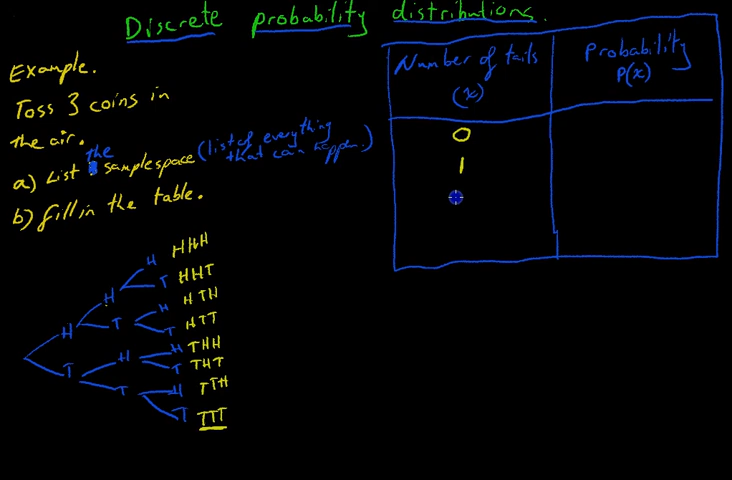 Discrete probability distributions.
Example.
Toss 3 coins in
the air.
a) List the sample space (list of everything
that can happen.)
b) fill in the table.
Number of tails
(x)
Probability
P(x)
0
1
H
T
H
T
H
T
H
T
H
T
H
T
H
T
HHH
HHT
HTH
HTT
THH
THT
TTH
TTT